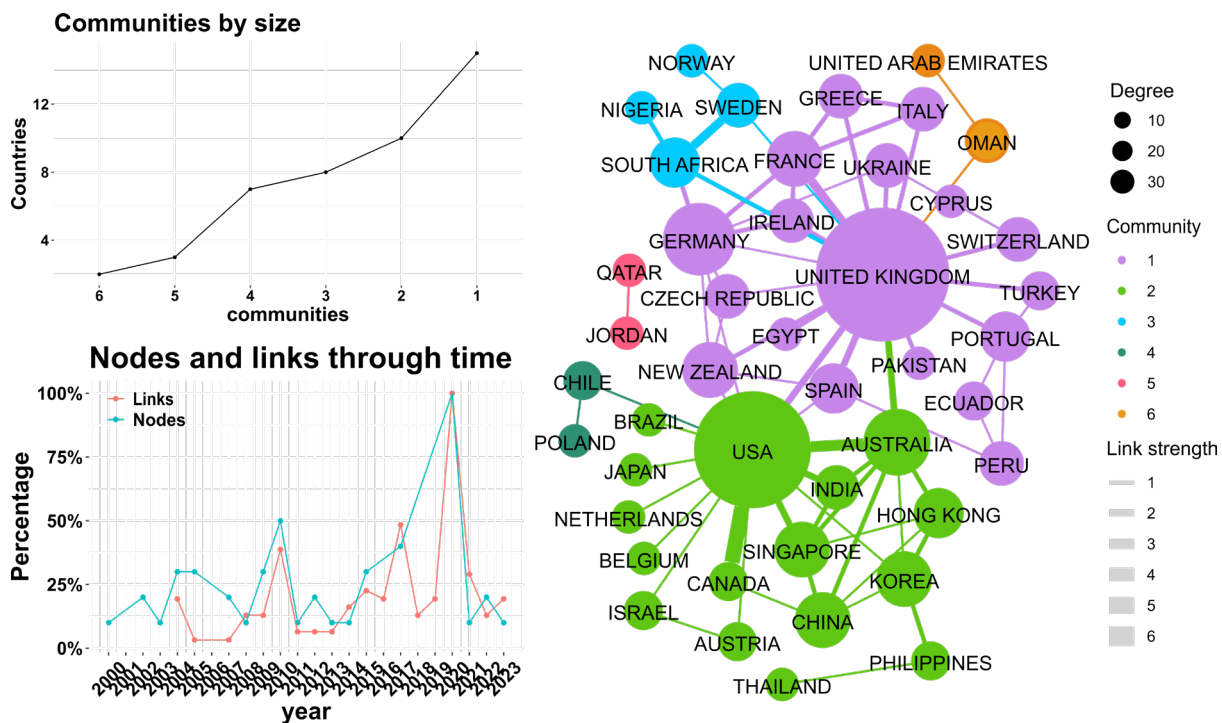 Communities by size
Countries
12
8
4
6 5 4 3 2 1
communities
Nodes and links through time
Percentage
100%
75%
50%
25%
0%
Links
Nodes
2000 2001 2002 2003 2004 2005 2006 2007 2008 2009 2010 2011 2012 2013 2014 2015 2016 2017 2018 2019 2020 2021 2022 2023
year
NORWAY
UNITED ARAB EMIRATES
NIGERIA
SWEDEN
GREECE
ITALY
OMAN
SOUTH AFRICA
FRANCE
UKRAINE
CYPRUS
IRELAND
GERMANY
SWITZERLAND
QATAR
UNITED KINGDOM
CZECH REPUBLIC
TURKEY
JORDAN
EGYPT
PORTUGAL
PAKISTAN
NEW ZEALAND
CHILE
SPAIN
ECUADOR
BRAZIL
POLAND
USA
AUSTRALIA
JAPAN
PERU
INDIA
NETHERLANDS
HONG KONG
SINGAPORE
BELGIUM
CANADA
KOREA
ISRAEL
CHINA
AUSTRIA
PHILIPPINES
THAILAND
Degree
10
20
30
Community
1
2
3
4
5
6
Link strength
1
2
3
4
5
6